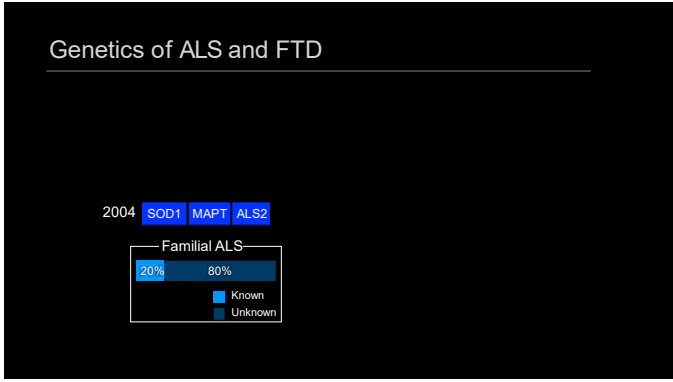 Genetics of ALS and FTD
2004 SOD1 MAPT ALS2
Familial ALS
20% 80%
Known
Unknown